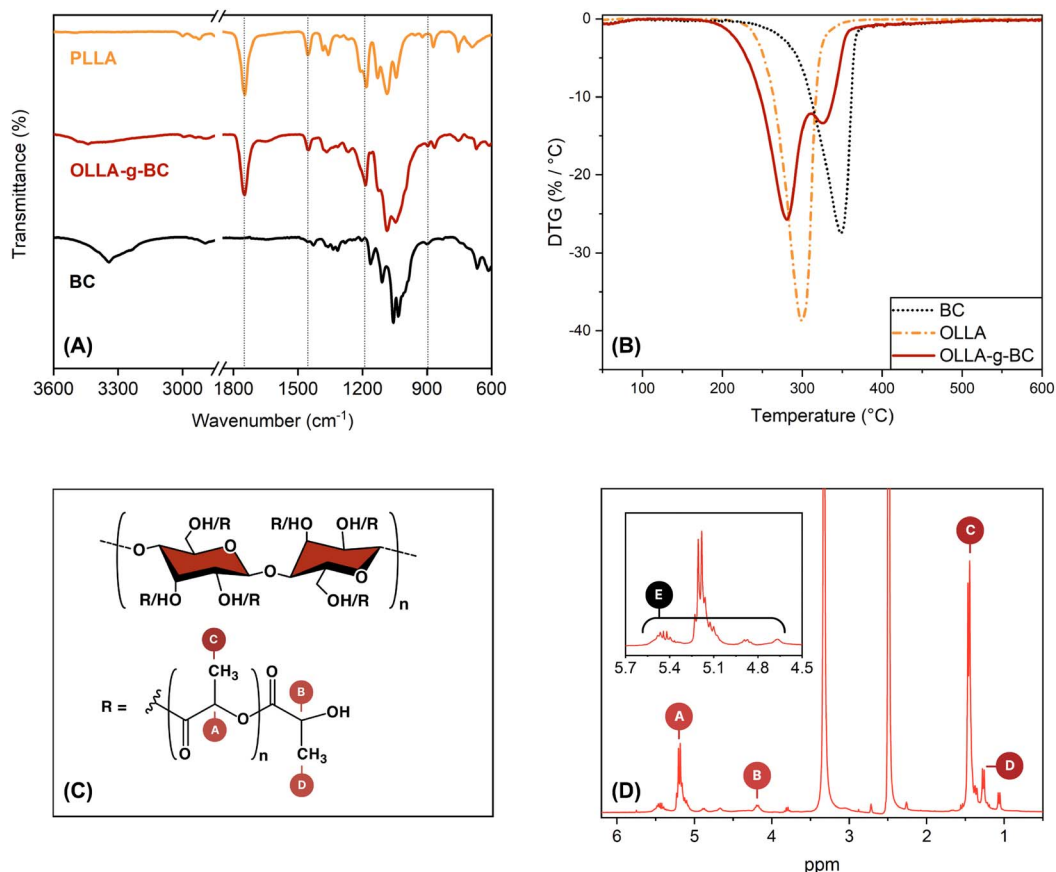 PLLA
OLLA-g-BC
BC
(A)
Transmittance (%)
3600 3300 3000 1800 1500 1200 900 600
Wavenumber (cm-1)
0
-10
-20
-30
-40
DTG (% / °C)
(B)
BC
OLLA
OLLA-g-BC
100 200 300 400 500 600
Temperature (°C)
OH/R R/HO OH/R
O O
O O
R/HO OH/R OH/R n
C
CH3 O B
R = O OH
O A n CH3
D
(C)
E
5.7 5.4 5.1 4.8 4.5
A
B
C
D
(D)
6 5 4 3 2 1
ppm